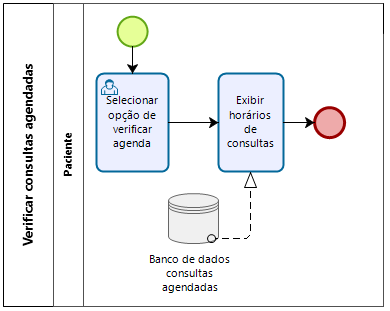 Verificar consultas agendadas
Paciente
Selecionar
opção de
verificar
agenda
Exibir
horários
de
consultas
Banco de dados
consultas
agendadas